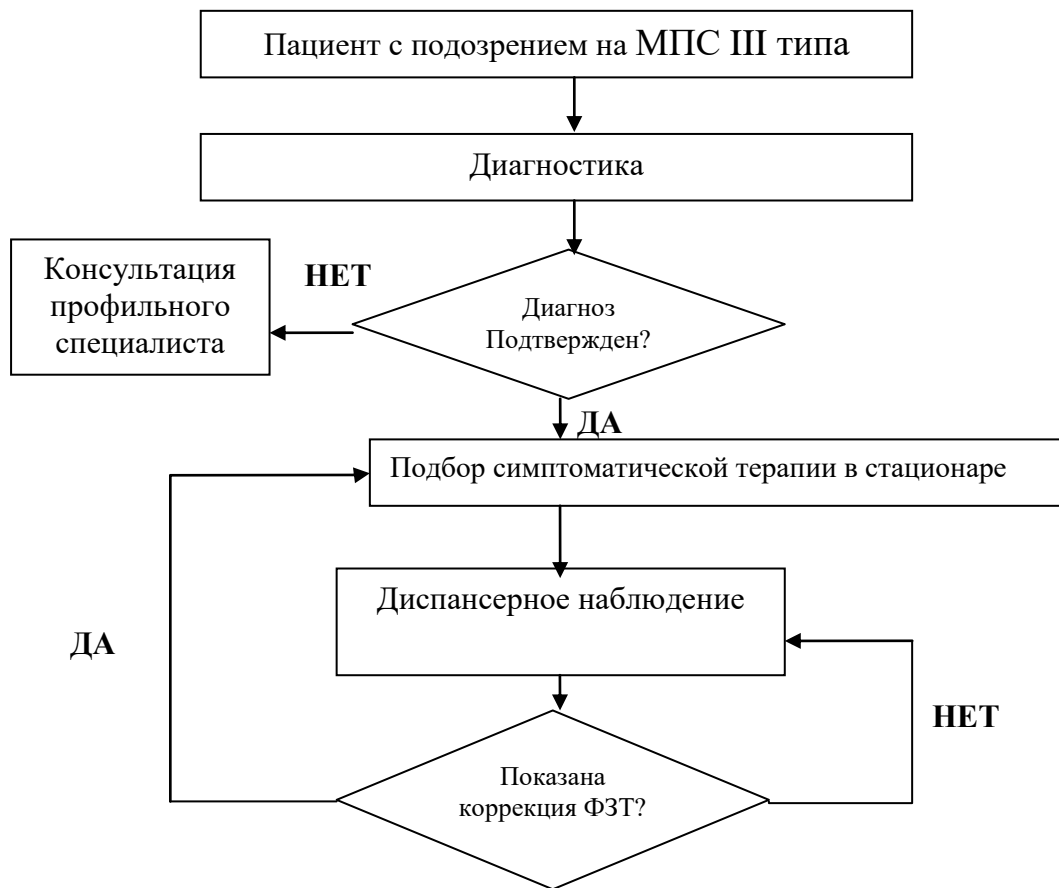 Пациент с подозрением на МПС III типа
Диагностика
Консультация
профильного
специалиста
НЕТ
Диагноз
Подтвержден?
ДА
Подбор симптоматической терапии в стационаре
Диспансерное наблюдение
ДА
НЕТ
Показана
коррекция ФЗТ?